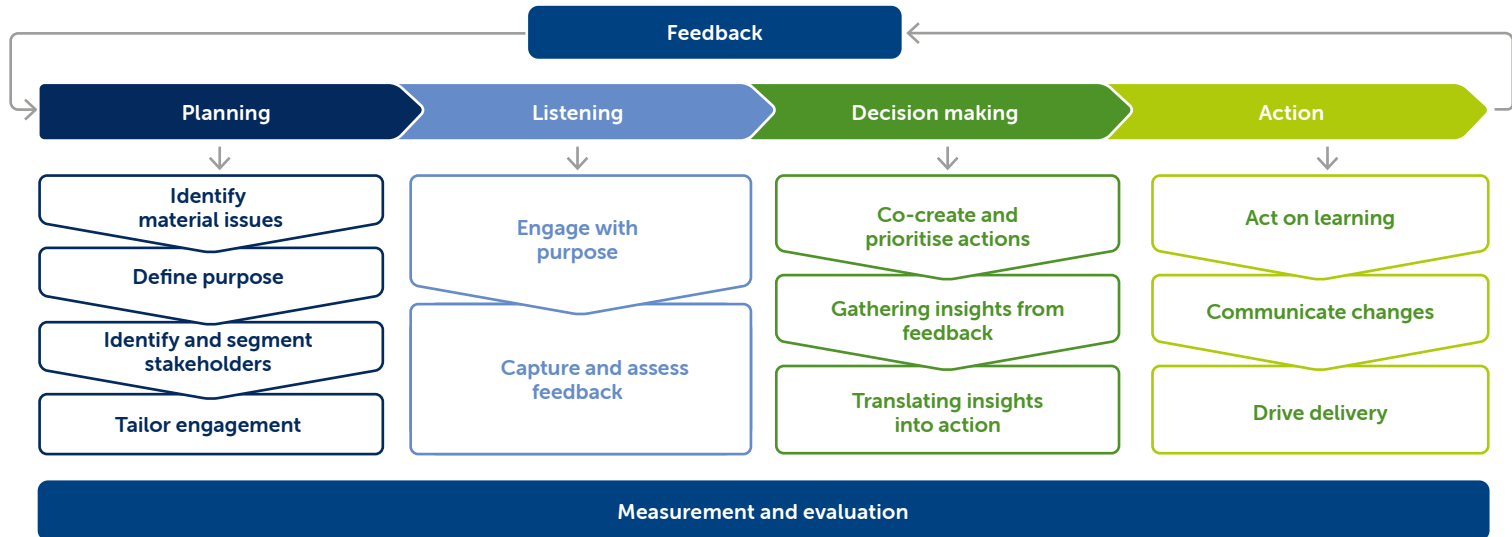 Feedback
Planning
Listening
Decision making
Action
Identify
material issues
Define purpose
Identify and segment
stakeholders
Tailor engagement
Engage with
purpose
Capture and assess
feedback
Co-create and
prioritise actions
Gathering insights from
feedback
Translating insights
into action
Act on learning
Communicate changes
Drive delivery
Measurement and evaluation